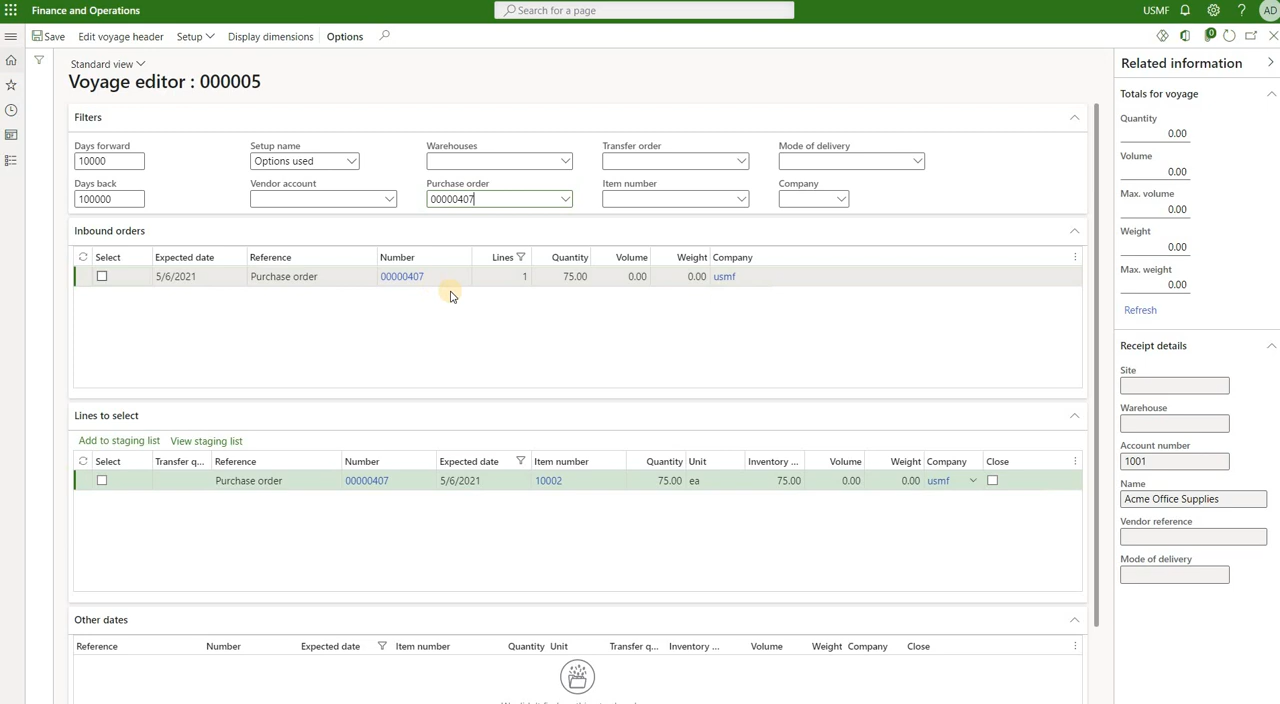 Finance and Operations
Search for a page
USMF
?
AD
Save
Edit voyage header
Setup
Display dimensions
Options
0
Standard view
Voyage editor : 000005
Filters
Days forward
Setup name
Warehouses
Transfer order
Mode of delivery
10000
Options used
Days back
Vendor account
Purchase order
Item number
Company
100000
00000407
Inbound orders
Select Expected date Reference Number Lines Quantity Volume Weight Company
5/6/2021 Purchase order 00000407 1 75.00 0.00 0.00 usmf
Lines to select
Add to staging list View staging list
Select Transfer q... Reference Number Expected date Item number Quantity Unit Inventory ... Volume Weight Company Close
Purchase order 00000407 5/6/2021 10002 75.00 ea 75.00 0.00 0.00 usmf
Other dates
Reference Number Expected date Item number Quantity Unit Transfer q... Inventory ... Volume Weight Company Close
Related information
Totals for voyage
Quantity
0.00
Volume
0.00
Max. volume
0.00
Weight
0.00
Max. weight
0.00
Refresh
Receipt details
Site
Warehouse
Account number
1001
Name
Acme Office Supplies
Vendor reference
Mode of delivery